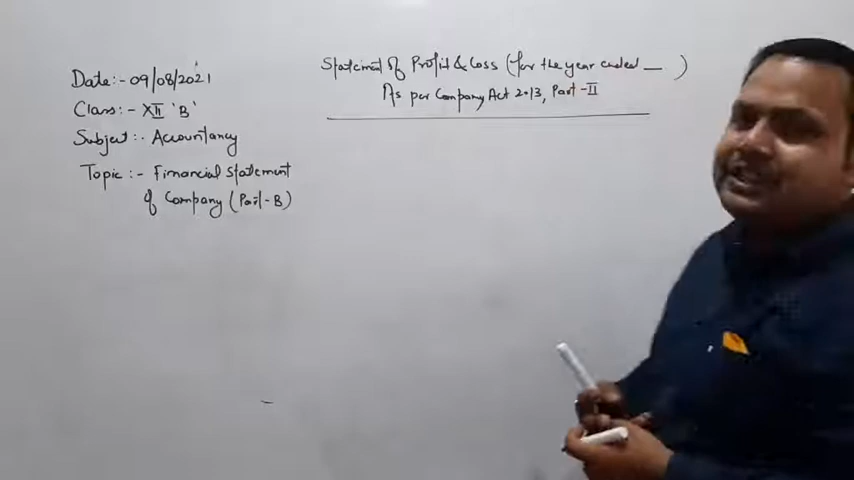 Date:- 09/08/2021
Class:- XII 'B'
Subject:- Accountancy
Topic:- Financial Statement
of Company (Part-B)
Statement of Profit & Loss (for the year ended __ )
As per Company Act 2013, Part-II